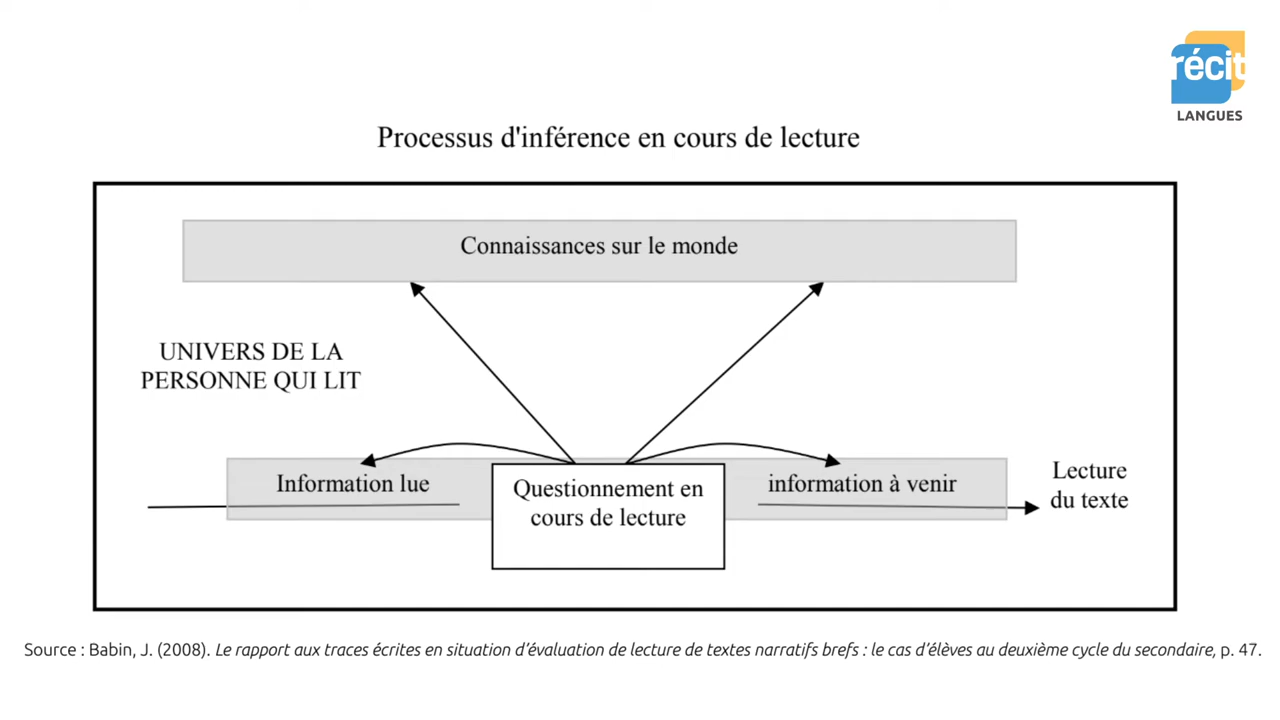 récit
LANGUES
Processus d'inférence en cours de lecture
Connaissances sur le monde
UNIVERS DE LA
PERSONNE QUI LIT
Information lue
Questionnement en
cours de lecture
information à venir
Lecture
du texte
Source : Babin, J. (2008). Le rapport aux traces écrites en situation d'évaluation de lecture de textes narratifs brefs : le cas d'élèves au deuxième cycle du secondaire, p. 47.